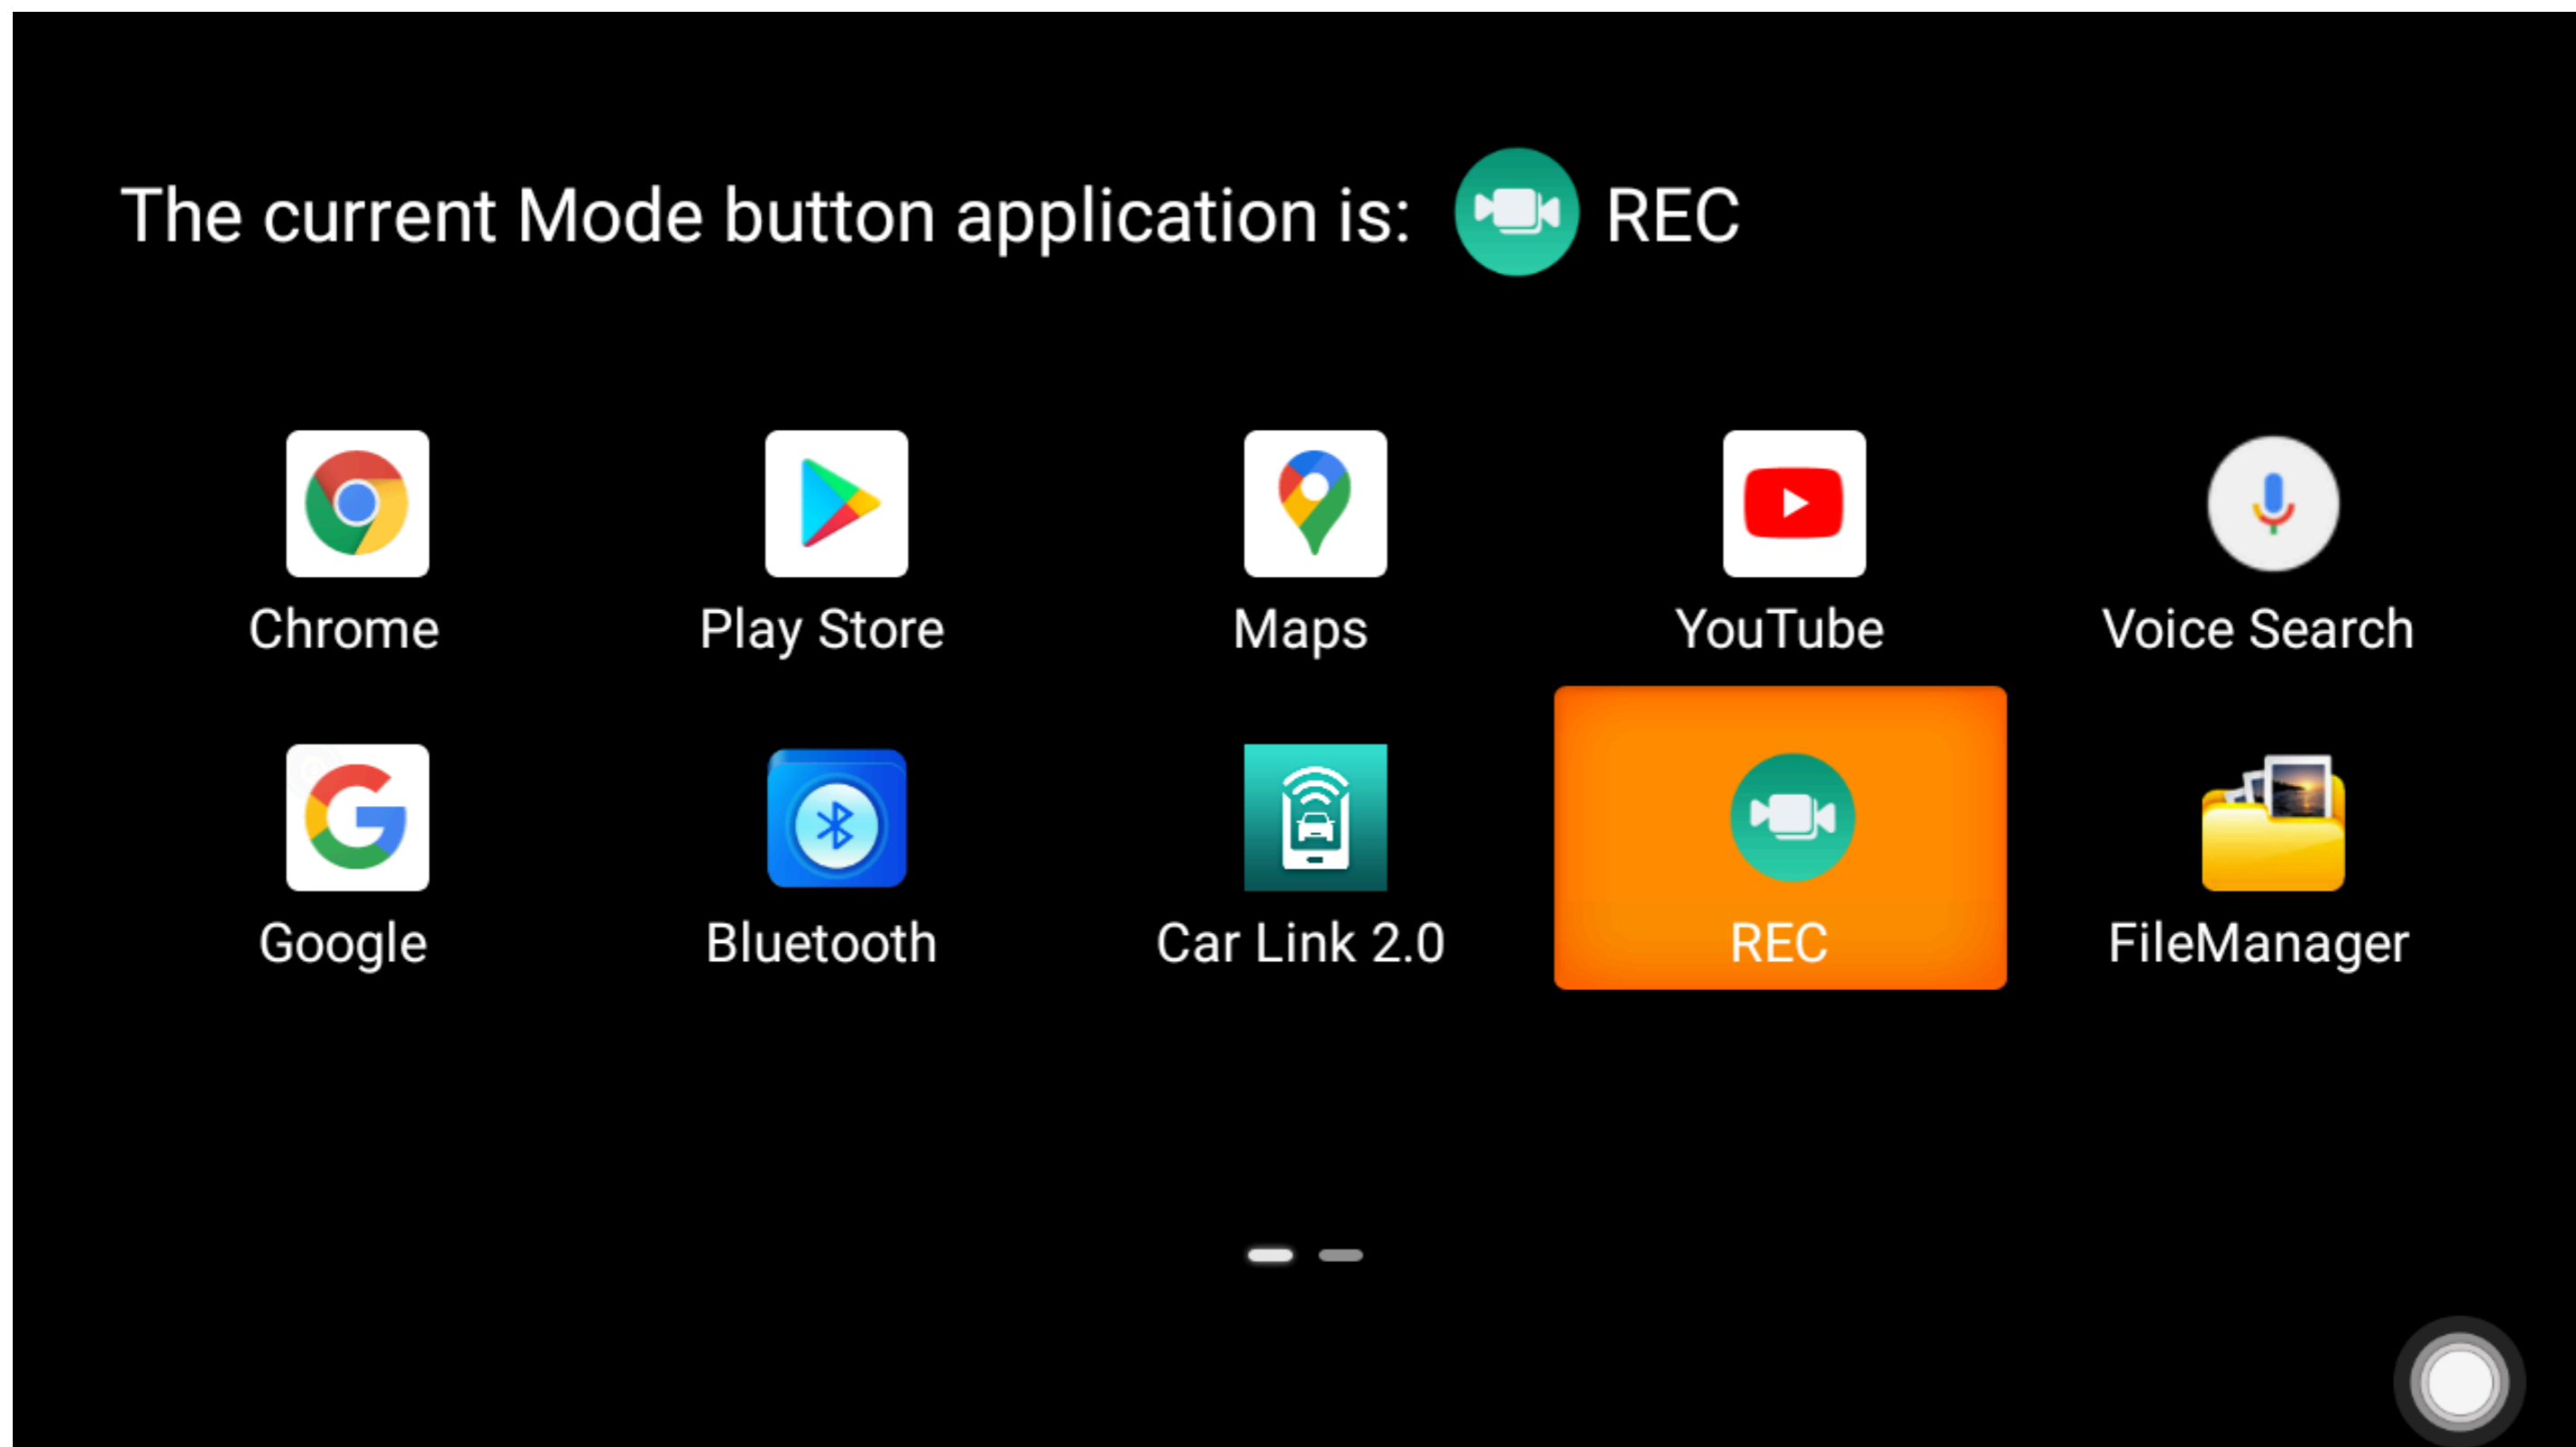 The current Mode button application is: REC
Chrome Play Store Maps YouTube Voice Search
Google Bluetooth Car Link 2.0 REC FileManager